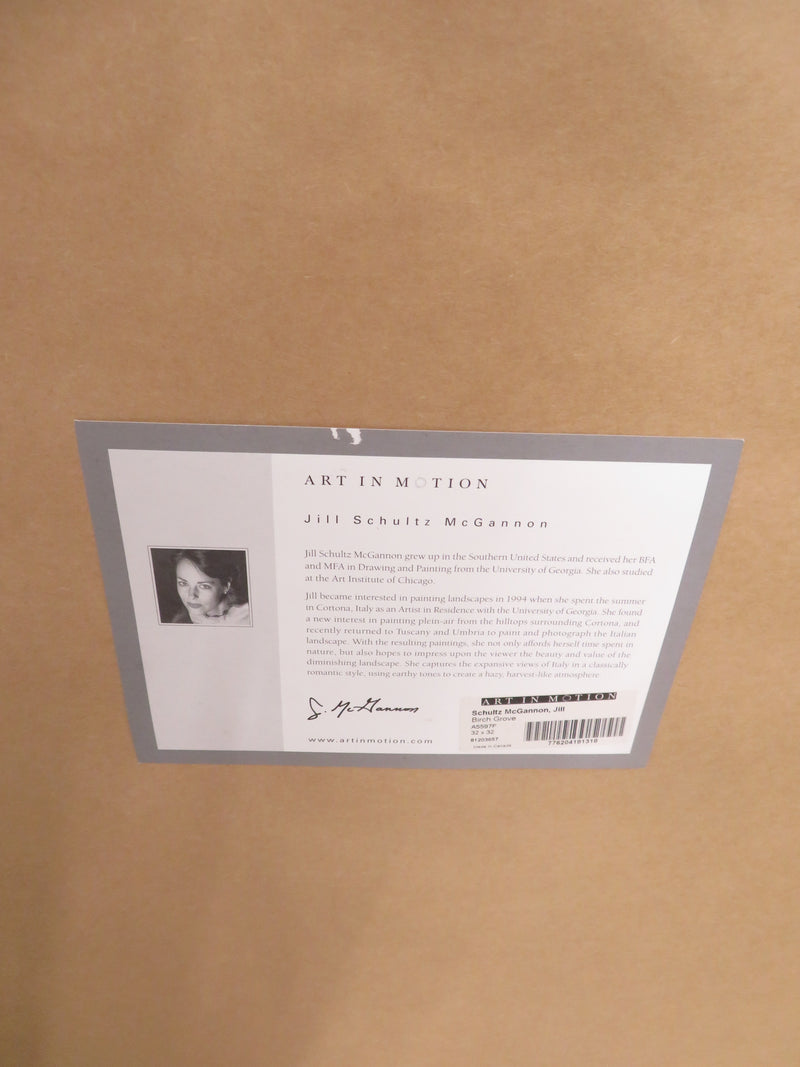 ART IN MOTION
Jill Schultz McGannon
Jill Schultz McGannon grew up in the Southern United States and received her BFA
and MFA in Drawing and Painting from the University of Georgia. She also studied
at the Art Institute of Chicago.
Jill became interested in painting landscapes in 1994 when she spent the summer
in Cortona, Italy as an Artist in Residence with the University of Georgia. She found
a new interest in painting plein-air from the hilltops surrounding Cortona, and
recently returned to Tuscany and Umbria to paint and photograph the Italian
landscape. With the resulting paintings, she not only affords herself time spent in
nature, but also hopes to impress upon the viewer the beauty and value of the
diminishing landscape. She captures the expansive views of Italy in a classically
romantic style, using earthy tones to create a hazy, harvest-like atmosphere
J. McGannon
www.artinmotion.com
ART IN MOTION
Schultz McGannon, Jill
Birch Grove
A5597F
32 x 32
81203657
made in Canada
778204181318